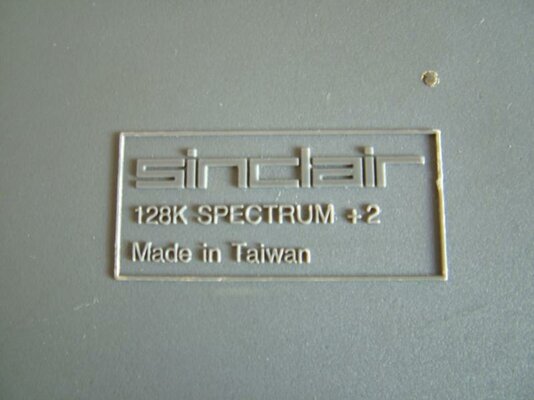 sinclair
128K SPECTRUM +2
Made in Taiwan